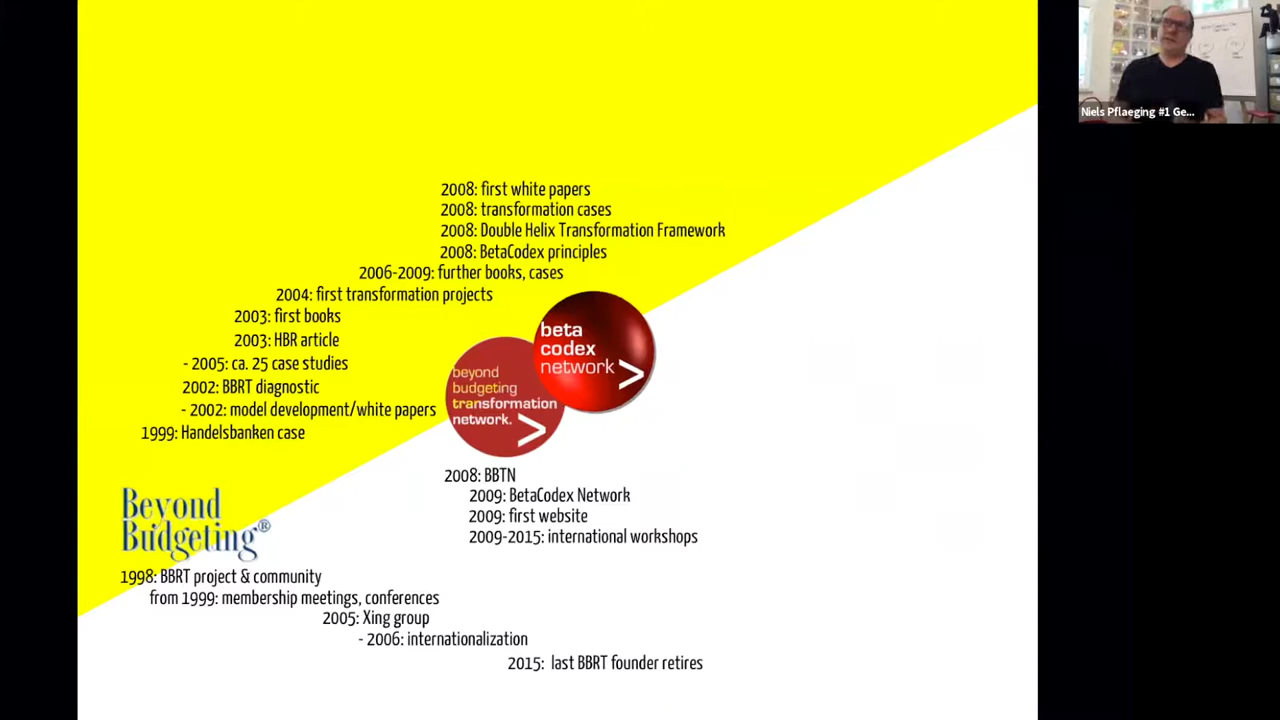 Niels Pflaeging #1 Ge...
2008: first white papers
2008: transformation cases
2008: Double Helix Transformation Framework
2008: BetaCodex principles
2006-2009: further books, cases
2004: first transformation projects
2003: first books
2003: HBR article
- 2005: ca. 25 case studies
2002: BBRT diagnostic
- 2002: model development/white papers
1999: Handelsbanken case
beta
codex
network>
beyond
budgeting
transformation
network.
>
Beyond
Budgeting®
2008: BBTN
2009: BetaCodex Network
2009: first website
2009-2015: international workshops
1998: BBRT project & community
from 1999: membership meetings, conferences
2005: Xing group
- 2006: internationalization
2015: last BBRT founder retires